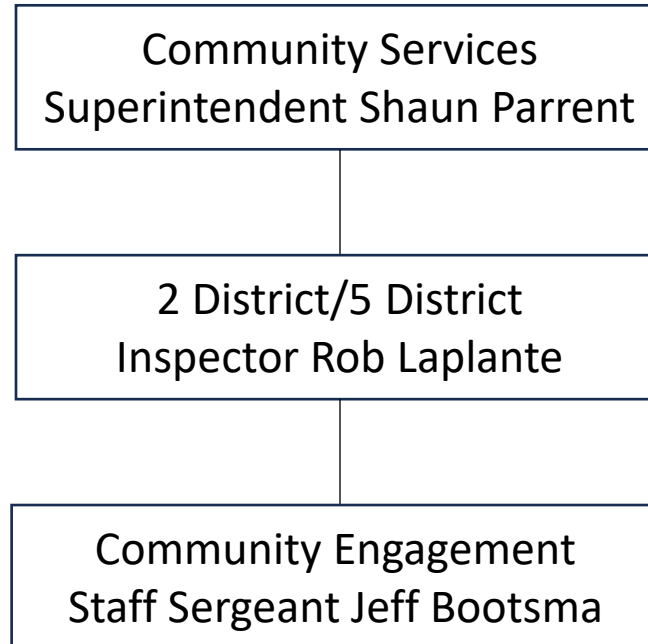 Community Services
Superintendent Shaun Parrent
2 District/5 District
Inspector Rob Laplante
Community Engagement
Staff Sergeant Jeff Bootsma